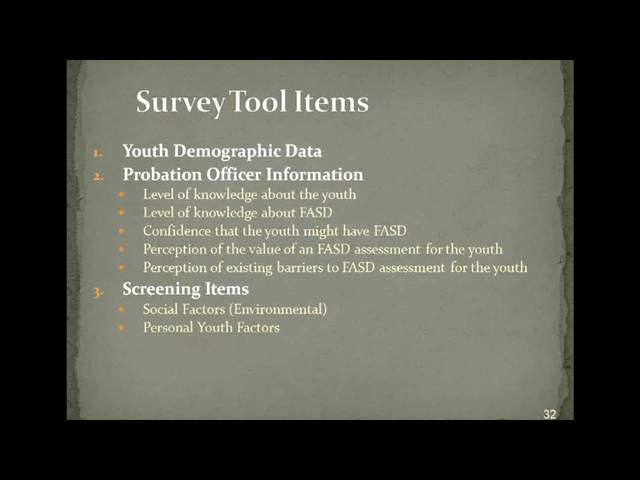 Survey Tool Items
1. Youth Demographic Data
2. Probation Officer Information
• Level of knowledge about the youth
• Level of knowledge about FASD
• Confidence that the youth might have FASD
• Perception of the value of an FASD assessment for the youth
• Perception of existing barriers to FASD assessment for the youth
3. Screening Items
• Social Factors (Environmental)
• Personal Youth Factors
32